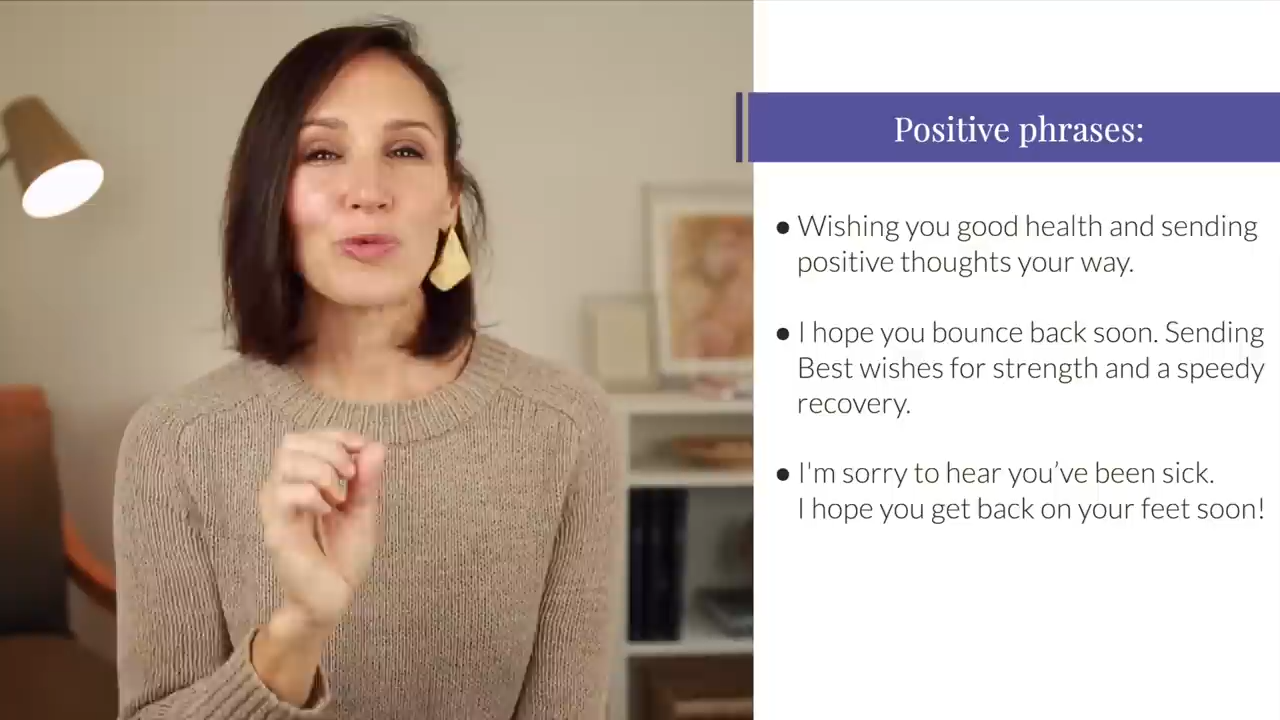 Positive phrases:
● Wishing you good health and sending
positive thoughts your way.
● I hope you bounce back soon. Sending
Best wishes for strength and a speedy
recovery.
● I'm sorry to hear you’ve been sick.
I hope you get back on your feet soon!